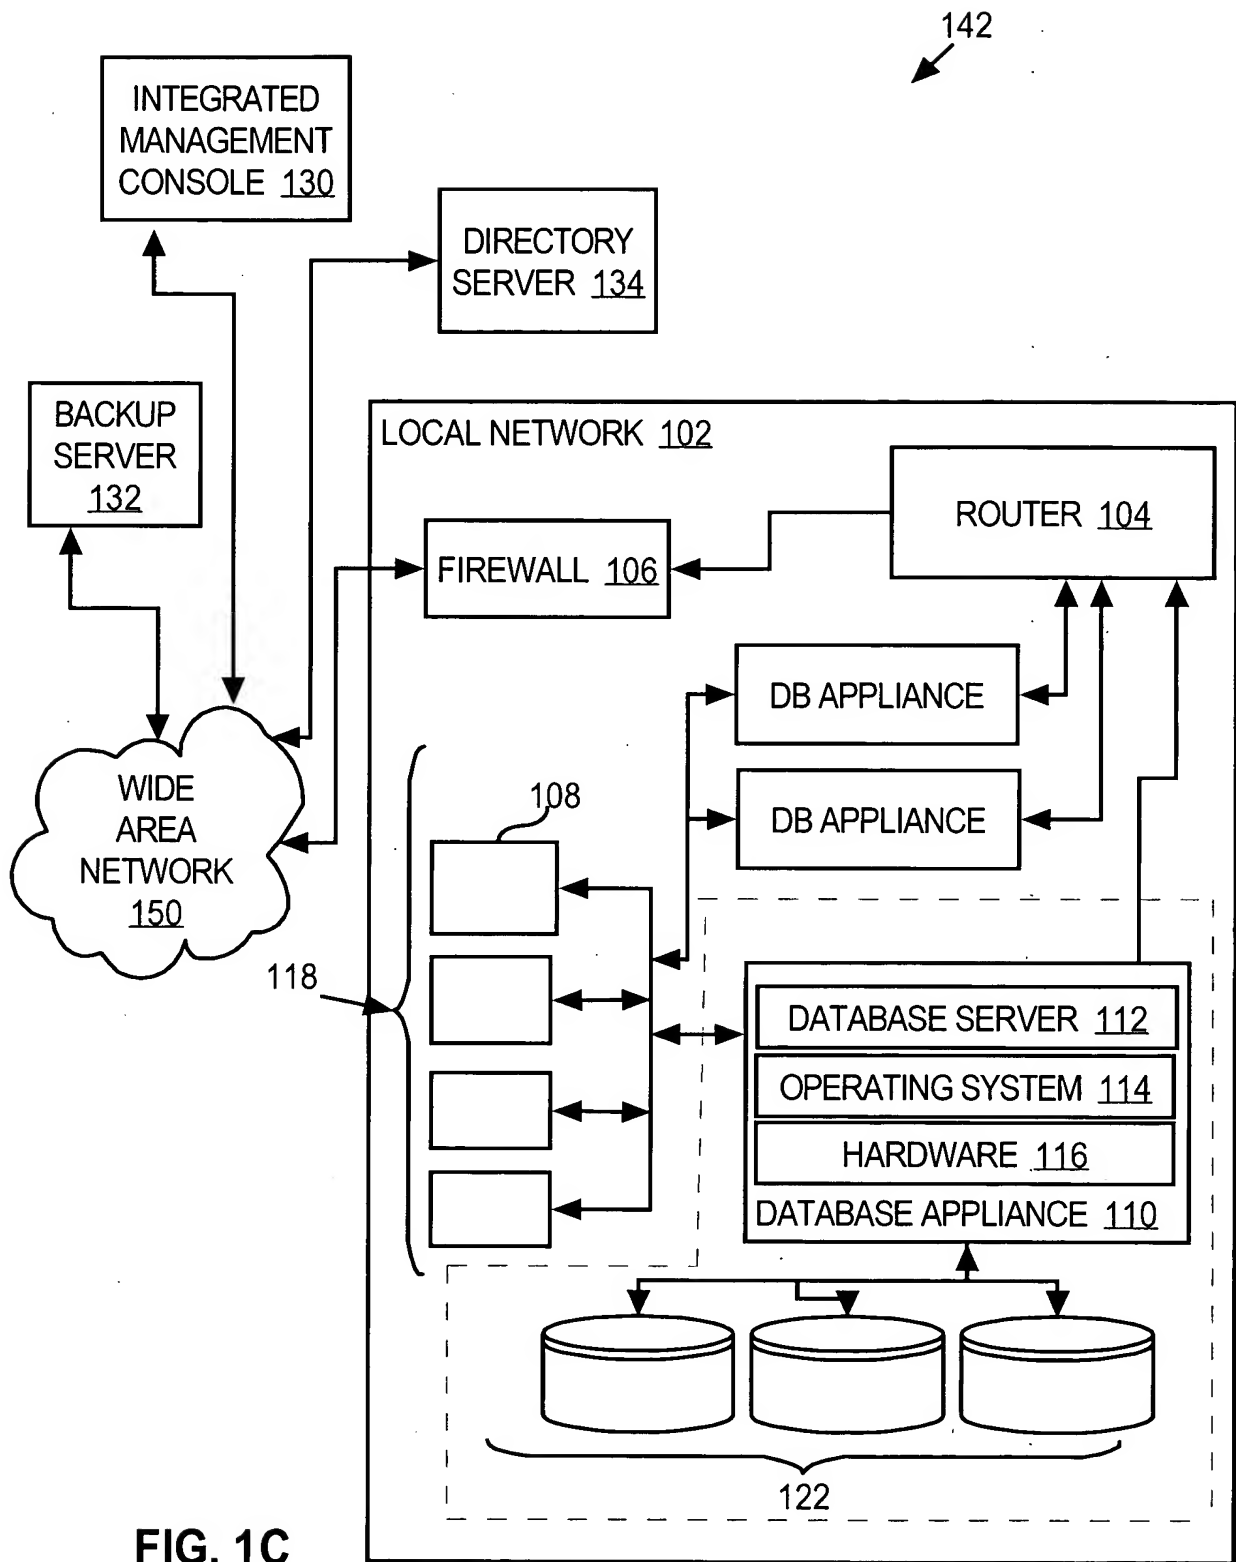 142
INTEGRATED
MANAGEMENT
CONSOLE 130
DIRECTORY
SERVER 134
BACKUP
SERVER
132
LOCAL NETWORK 102
ROUTER 104
FIREWALL 106
DB APPLIANCE
DB APPLIANCE
WIDE
AREA
NETWORK
150
108
118
DATABASE SERVER 112
OPERATING SYSTEM 114
HARDWARE 116
DATABASE APPLIANCE 110
122
FIG. 1C